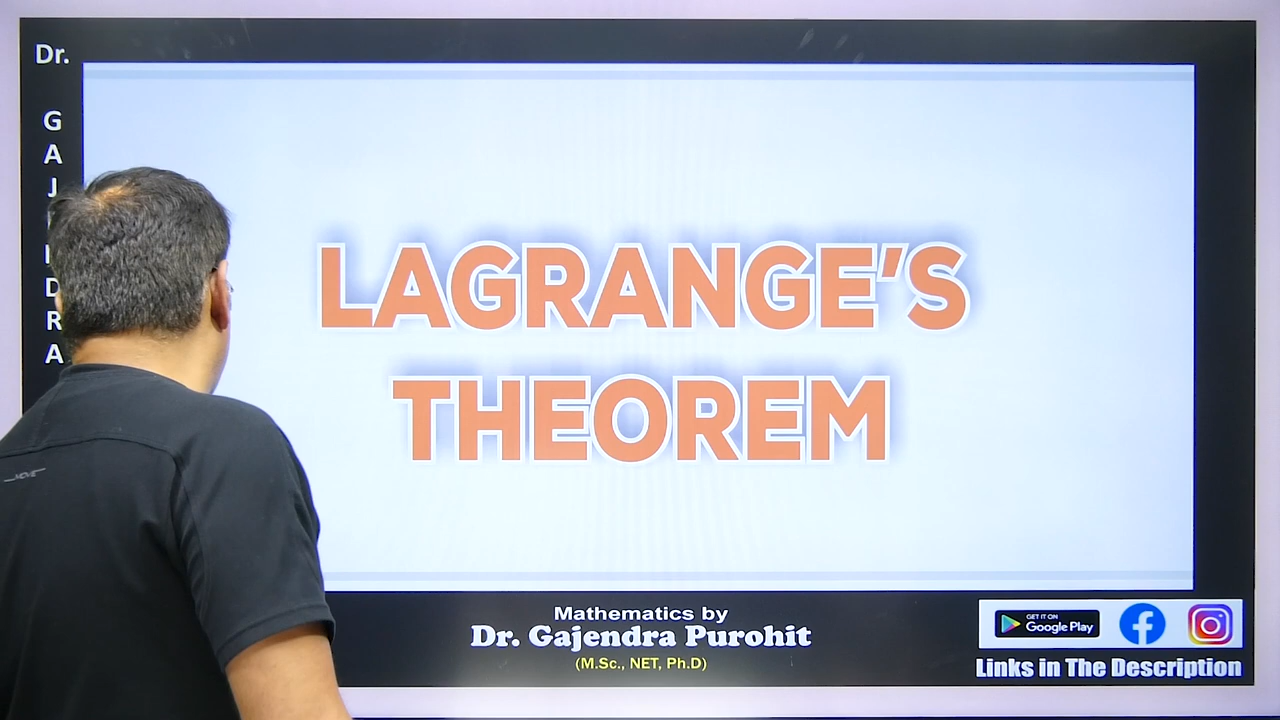 Dr.
G
A
J
D
R
A
LAGRANGE'S
THEOREM
Mathematics by
Dr. Gajendra Purohit
(M.Sc., NET, Ph.D)
GET IT ON
Google Play
Links in The Description